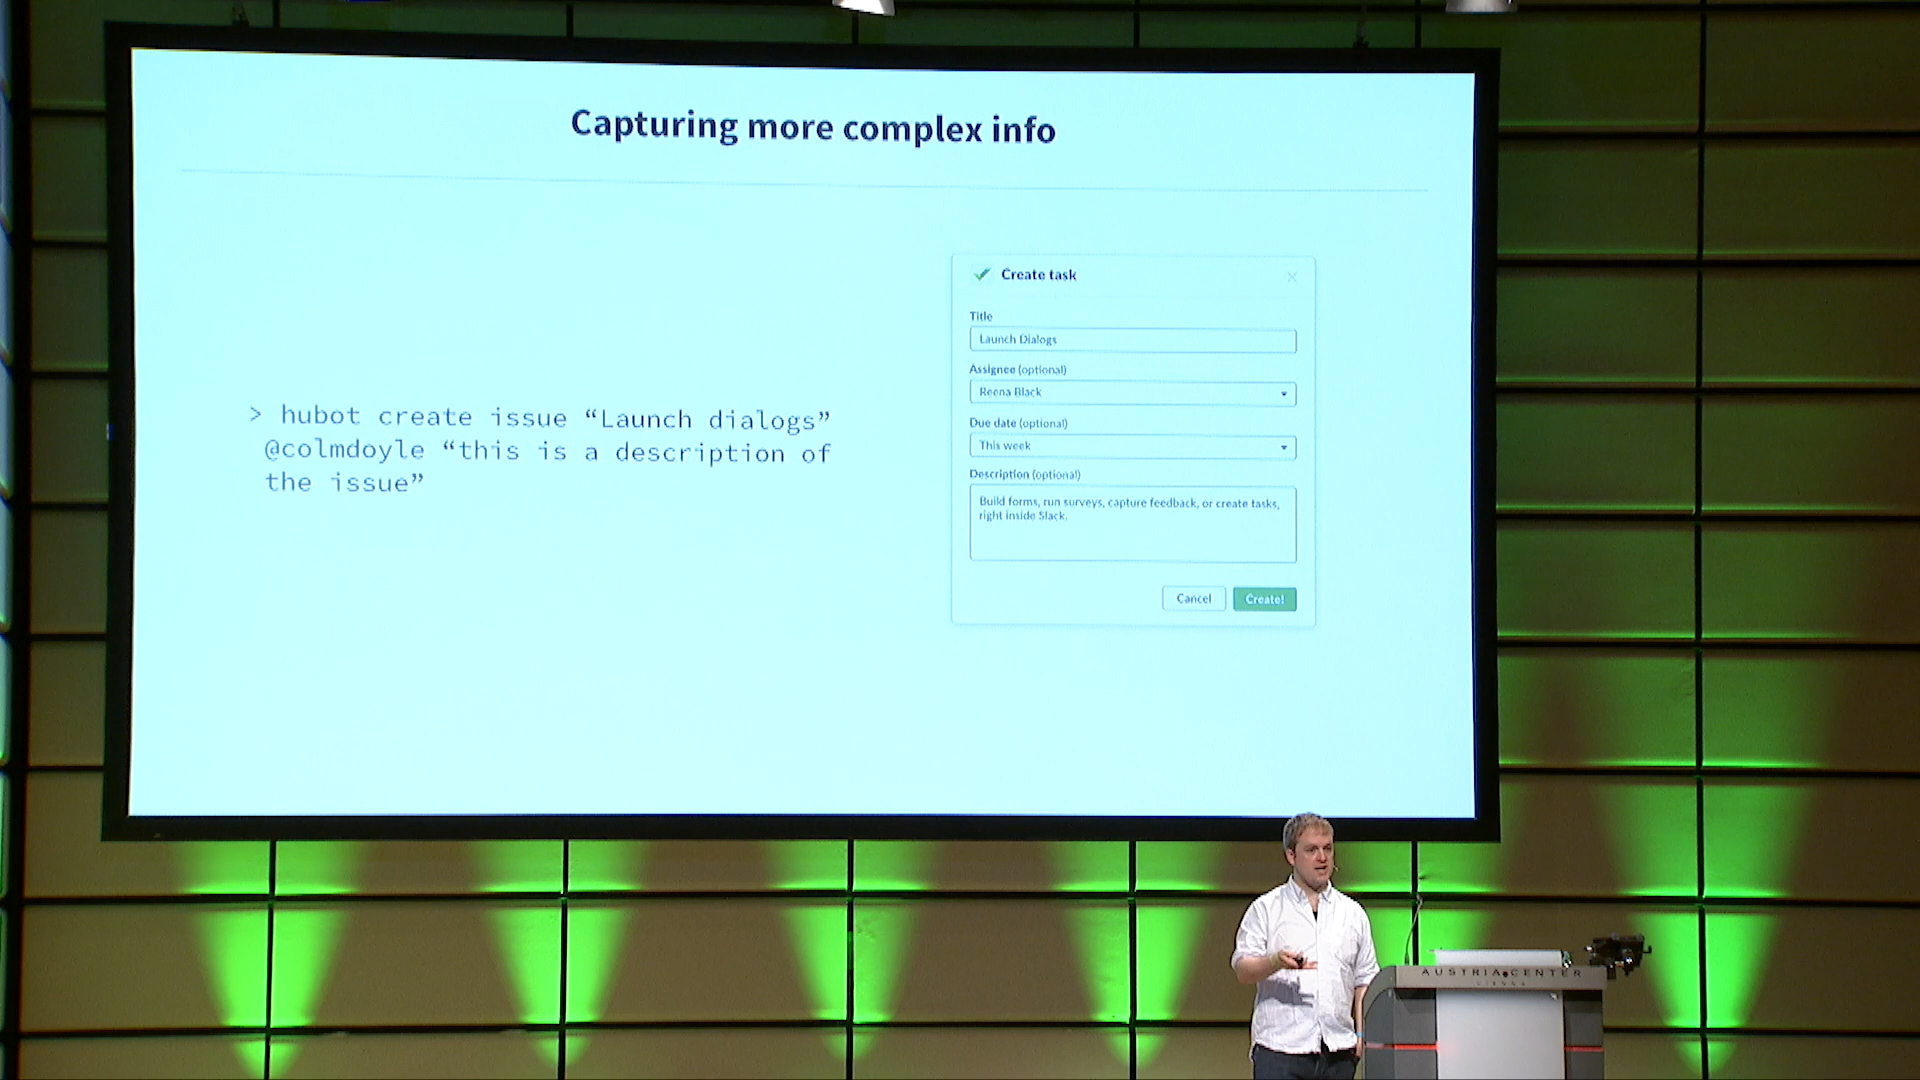 Capturing more complex info
> hubot create issue “Launch dialogs”
@colmdoyle “this is a description of
the issue”
Create task
Title
Launch Dialogs
Assignee (optional)
Reena Black
Due date (optional)
This week
Description (optional)
Build forms, run surveys, capture feedback, or create tasks,
right inside Slack.
Cancel
Create!
AUSTRIA CENTER
VIENNA